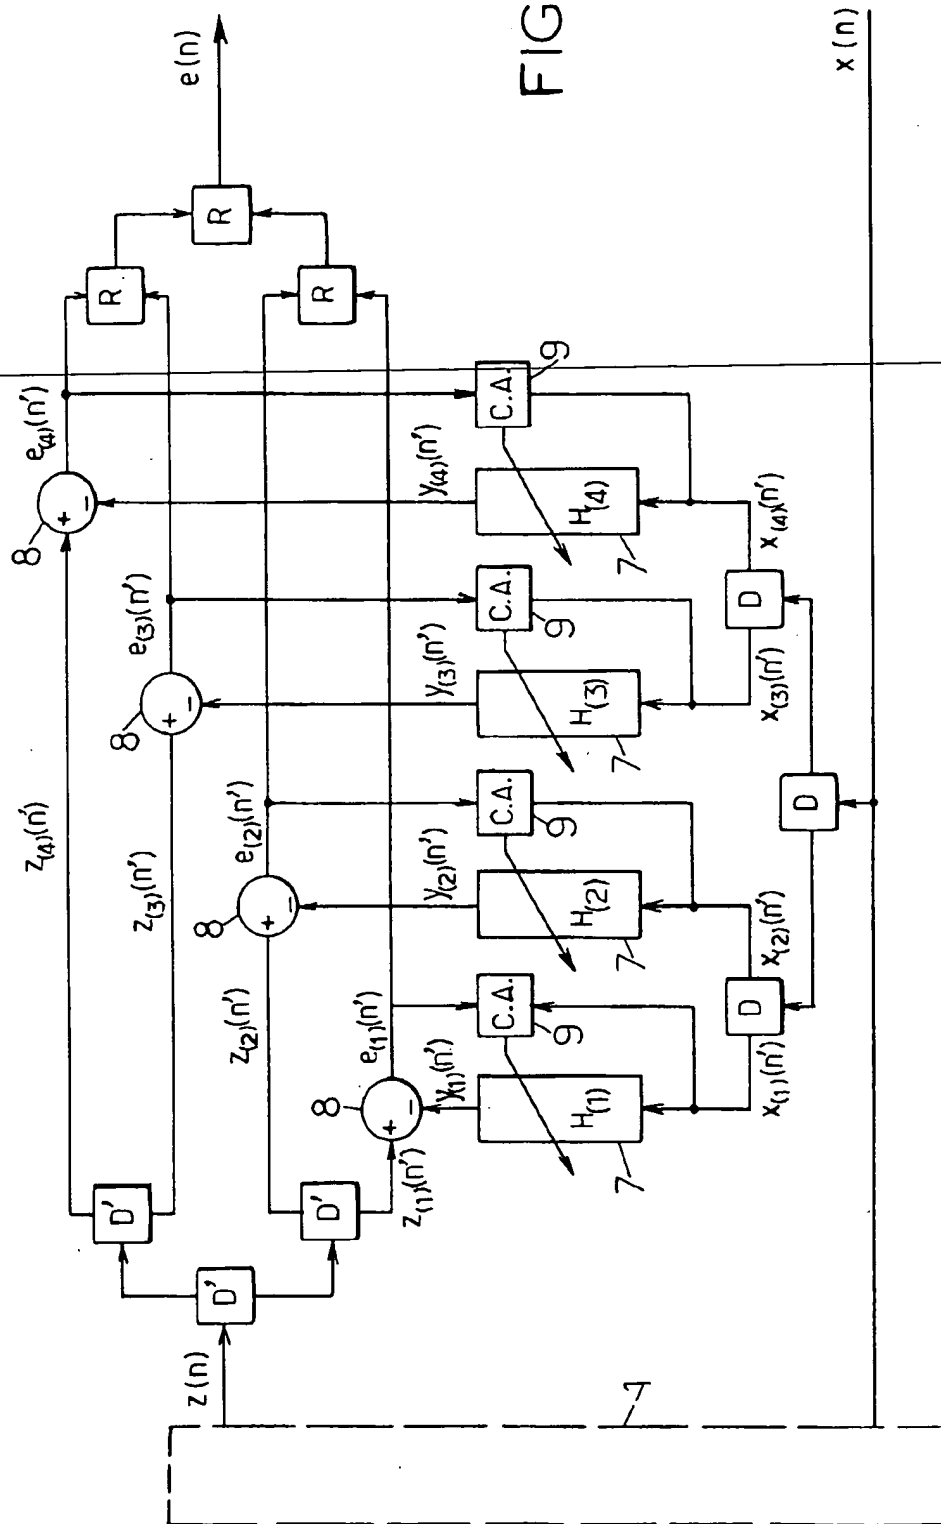 FIG
e(n)
x(n)
R
R
R
e(4)(n')
8
+
-
z(4)(n')
e(3)(n')
8
+
-
z(3)(n')
e(2)(n')
8
+
-
z(2)(n')
e(1)(n')
8
+
-
z(1)(n')
y(4)(n')
C.A.
9
H(4)
7
x(4)(n')
y(3)(n')
C.A.
9
H(3)
7
x(3)(n')
y(2)(n')
C.A.
9
H(2)
7
x(2)(n')
y(1)(n')
C.A.
9
H(1)
7
x(1)(n')
D
D
D
D'
D'
D'
z(n)